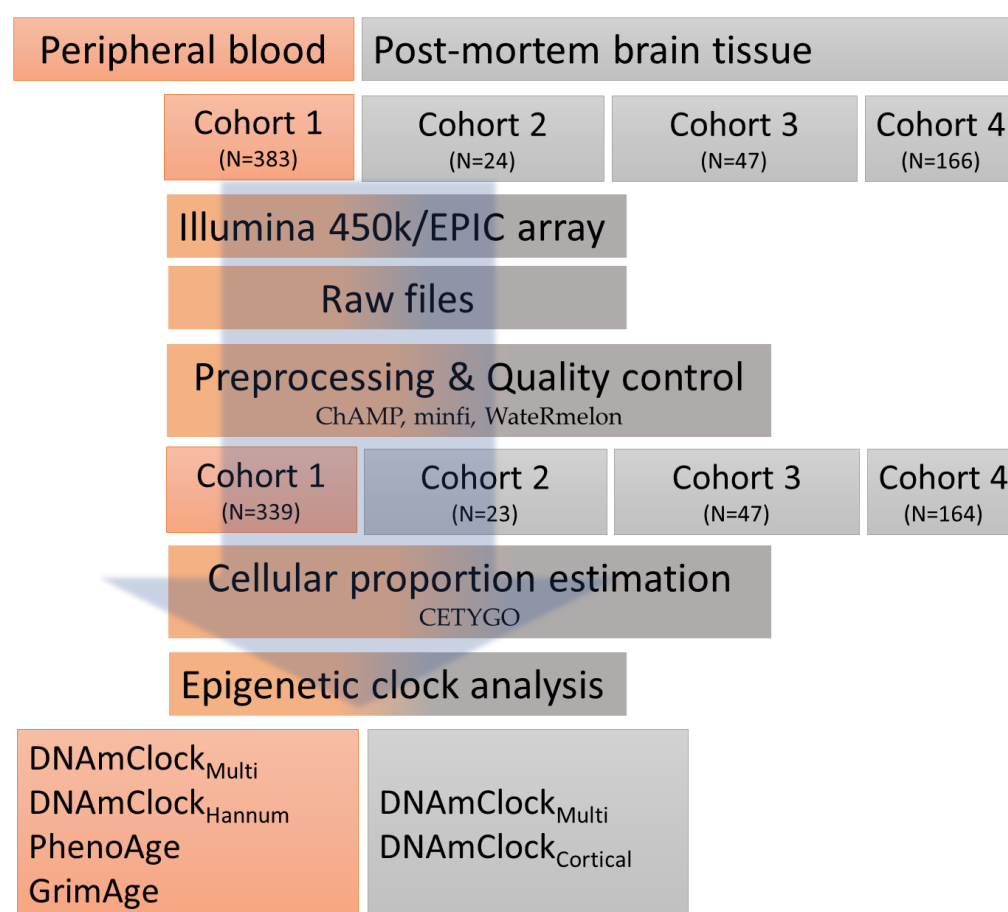 Peripheral blood
Post-mortem brain tissue
Cohort 1
(N=383)
Cohort 2
(N=24)
Cohort 3
(N=47)
Cohort 4
(N=166)
Illumina 450k/EPIC array
Raw files
Preprocessing & Quality control
ChAMP, minfi, WateRmelon
Cohort 1
(N=339)
Cohort 2
(N=23)
Cohort 3
(N=47)
Cohort 4
(N=164)
Cellular proportion estimation
CETYGO
Epigenetic clock analysis
DNAmClockMulti
DNAmClockHannum
PhenoAge
GrimAge
DNAmClockMulti
DNAmClockCortical